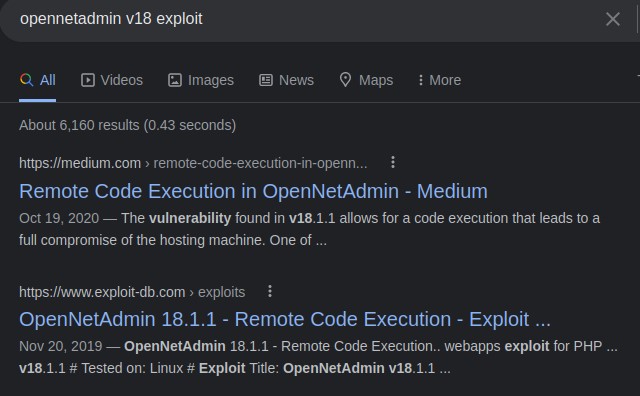 opennetadmin v18 exploit
All Videos Images News Maps More
About 6,160 results (0.43 seconds)
https://medium.com › remote-code-execution-in-openn...
Remote Code Execution in OpenNetAdmin - Medium
Oct 19, 2020 — The vulnerability found in v18.1.1 allows for a code execution that leads to a
full compromise of the hosting machine. One of ...
https://www.exploit-db.com › exploits
OpenNetAdmin 18.1.1 - Remote Code Execution - Exploit ...
Nov 20, 2019 — OpenNetAdmin 18.1.1 - Remote Code Execution.. webapps exploit for PHP ...
v18.1.1 # Tested on: Linux # Exploit Title: OpenNetAdmin v18.1.1 ...